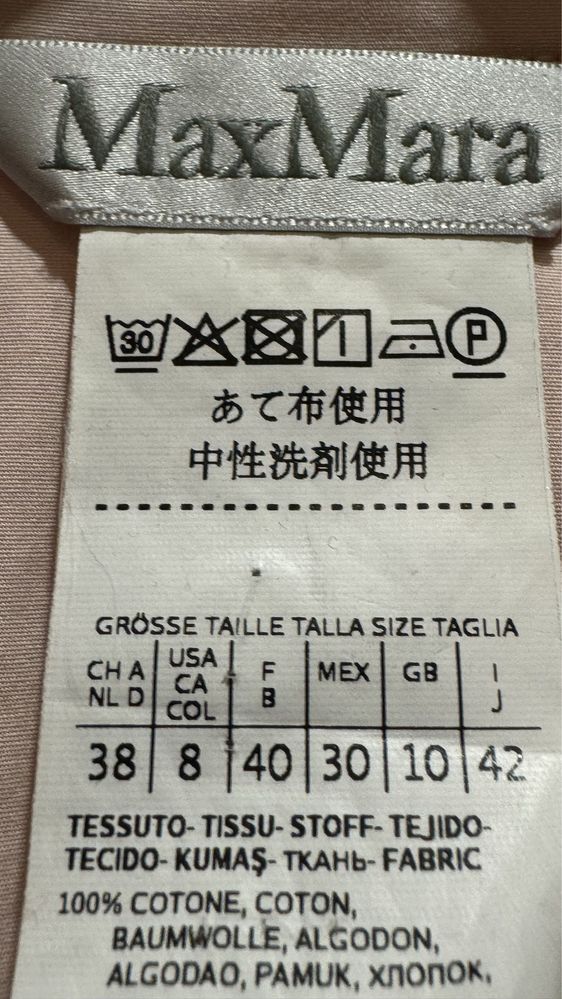 MaxMara
30 P
あて布使用
中性洗剤使用
GRÖSSE TAILLE TALLA SIZE TAGLIA
CH A NL D USA CA COL F B MEX GB I J
38 8 40 30 10 42
TESSUTO- TISSU- STOFF- TEJIDO-
TECIDO- KUMAŞ- ТКАНЬ- FABRIC
100% COTONE, COTON,
BAUMWOLLE, ALGODON,
ALGODAO, PAMUK, ХЛОПОК,